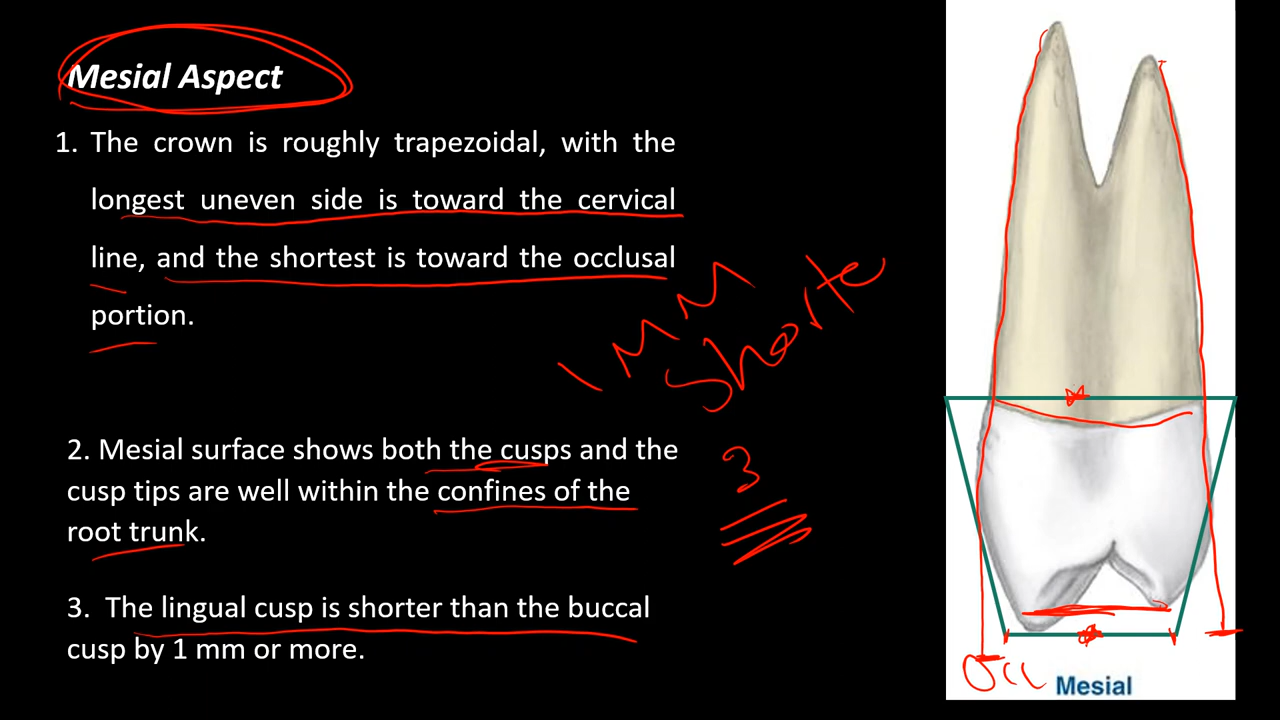 Mesial Aspect
1. The crown is roughly trapezoidal, with the
longest uneven side is toward the cervical
line, and the shortest is toward the occlusal
portion.
1 MM
Shorte
2. Mesial surface shows both the cusps and the
cusp tips are well within the confines of the
root trunk.
3
3. The lingual cusp is shorter than the buccal
cusp by 1 mm or more.
Occ
Mesial